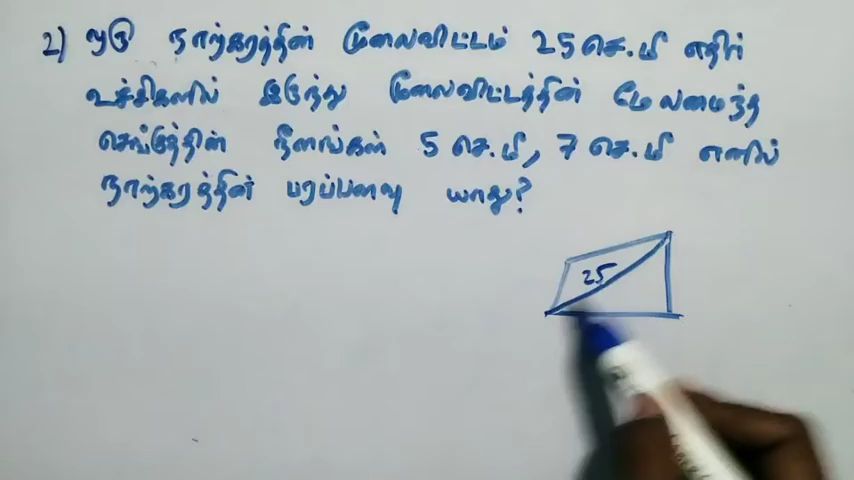 2) ஒரு நாற்கரத்தின் மூலைவிட்டம் 25 செ.மீ எதிர்
உச்சிகளில் இருந்து மூலைவிட்டத்தின் மேலமைந்த
செங்குத்தின் நீளங்கள் 5 செ.மீ, 7 செ.மீ எனில்
நாற்கரத்தின் பரப்பளவு யாது?
25